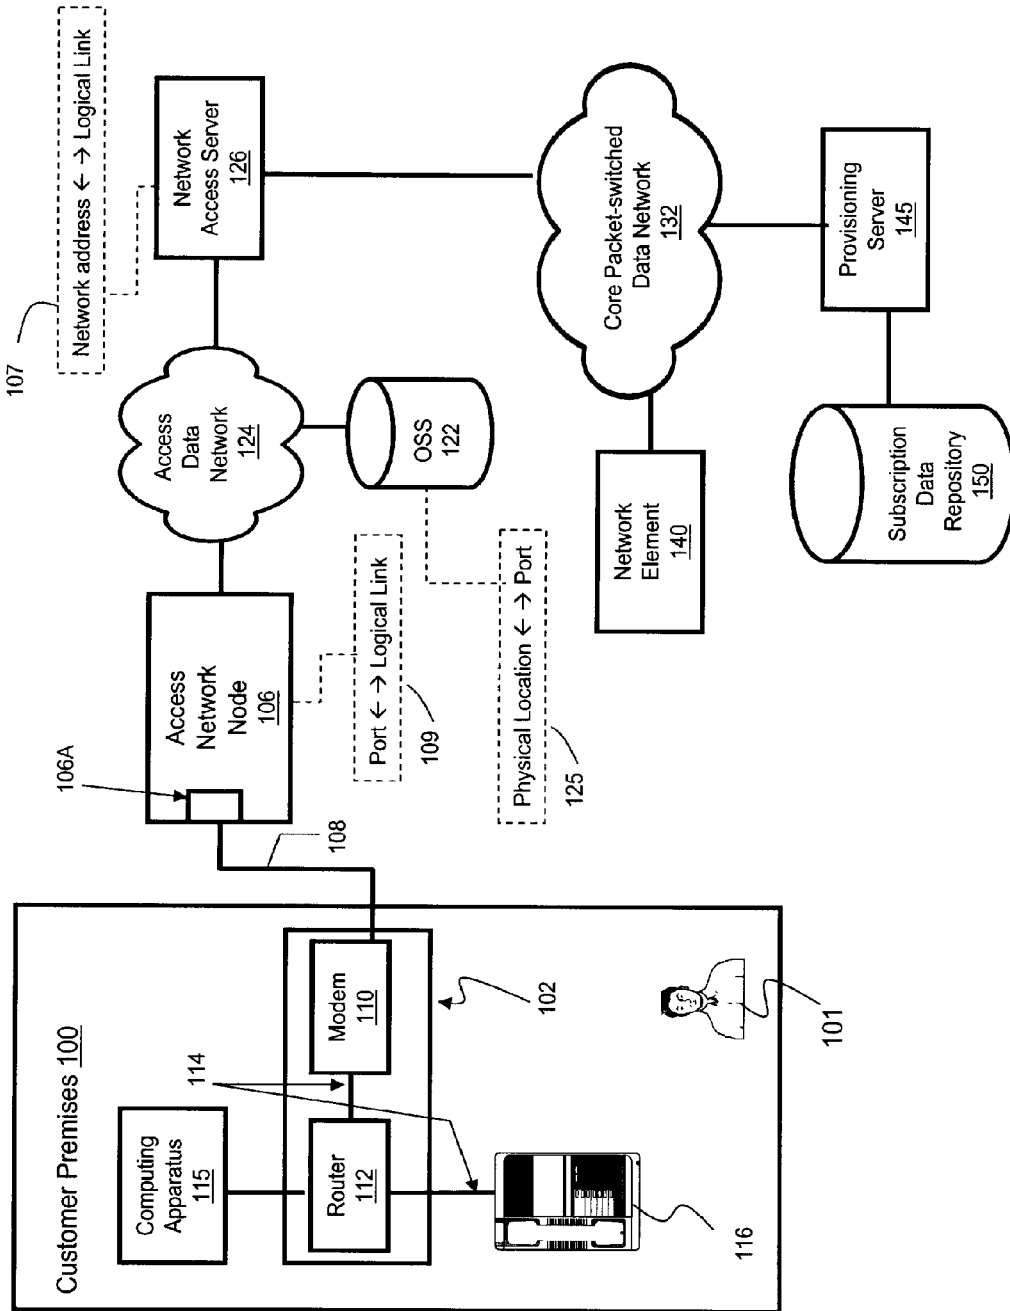 Customer Premises 100
Computing
Apparatus
115
114
Router
112
Modem
110
102
116
101
108
106A
Access
Network
Node
106
Port ← → Logical Link
109
Physical Location ← → Port
125
Access
Data
Network
124
OSS
122
107
Network address ← → Logical Link
Network
Access Server
126
Core Packet-switched
Data Network
132
Network
Element
140
Provisioning
Server
145
Subscription
Data
Repository
150